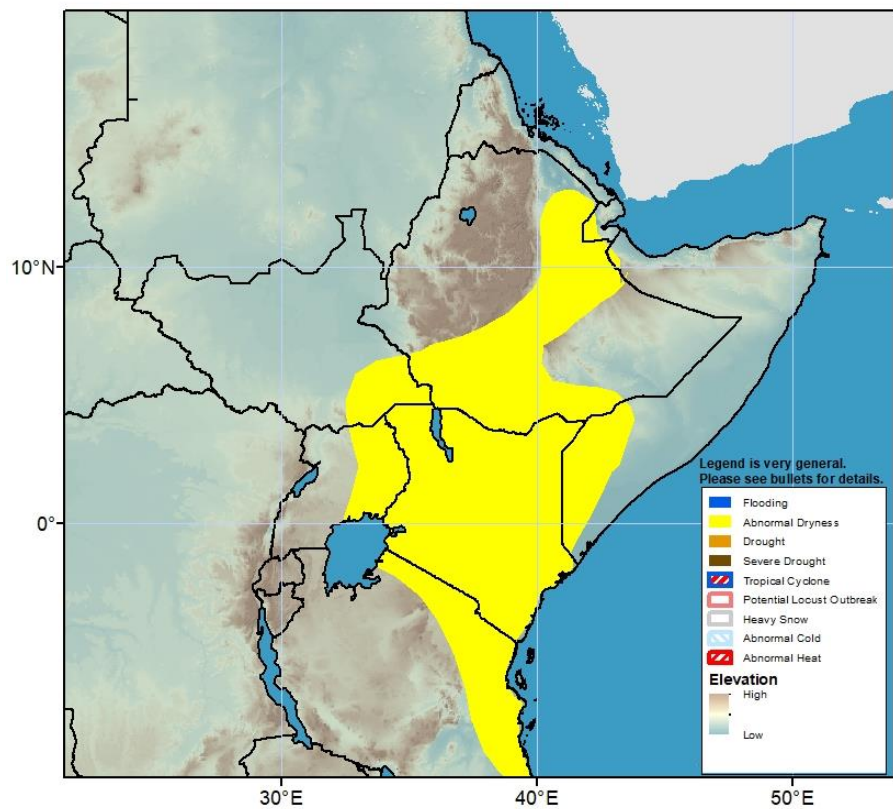 10°N
0°
30°E
40°E
50°E
Legend is very general.
Please see bullets for details.
Flooding
Abnormal Dryness
Drought
Severe Drought
Tropical Cyclone
Potential Locust Outbreak
Heavy Snow
Abnormal Cold
Abnormal Heat
Elevation
High
Low